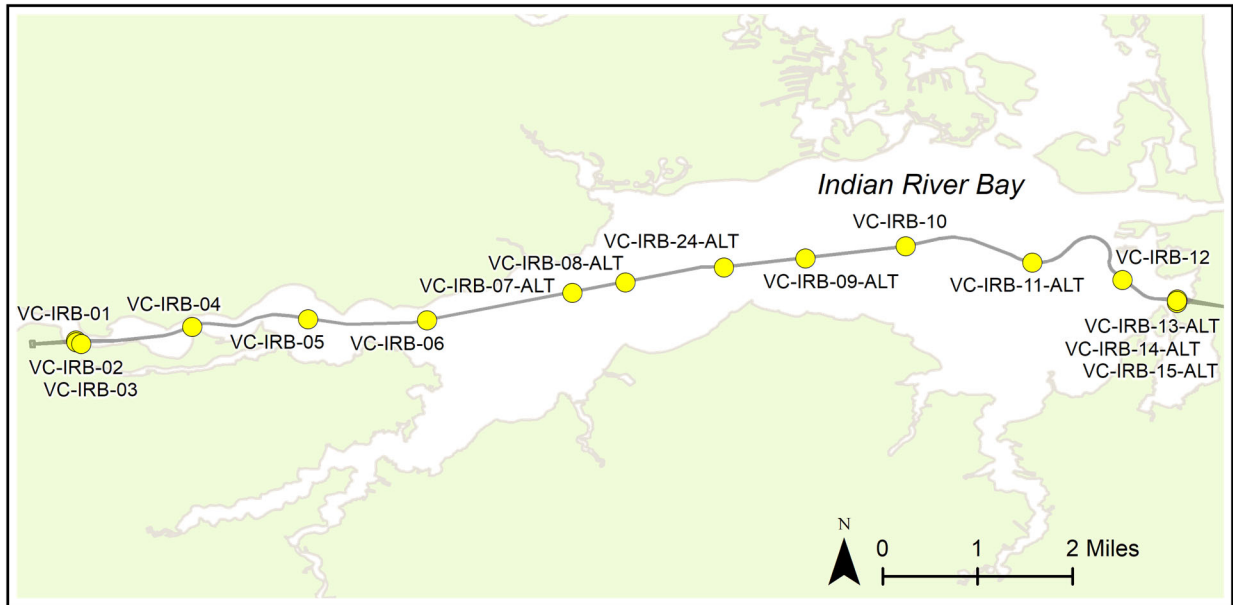 Indian River Bay
VC-IRB-10
VC-IRB-24-ALT
VC-IRB-12
VC-IRB-08-ALT
VC-IRB-07-ALT
VC-IRB-09-ALT
VC-IRB-11-ALT
VC-IRB-01
VC-IRB-04
VC-IRB-05
VC-IRB-06
VC-IRB-13-ALT
VC-IRB-14-ALT
VC-IRB-15-ALT
VC-IRB-02
VC-IRB-03
N
0 1 2 Miles